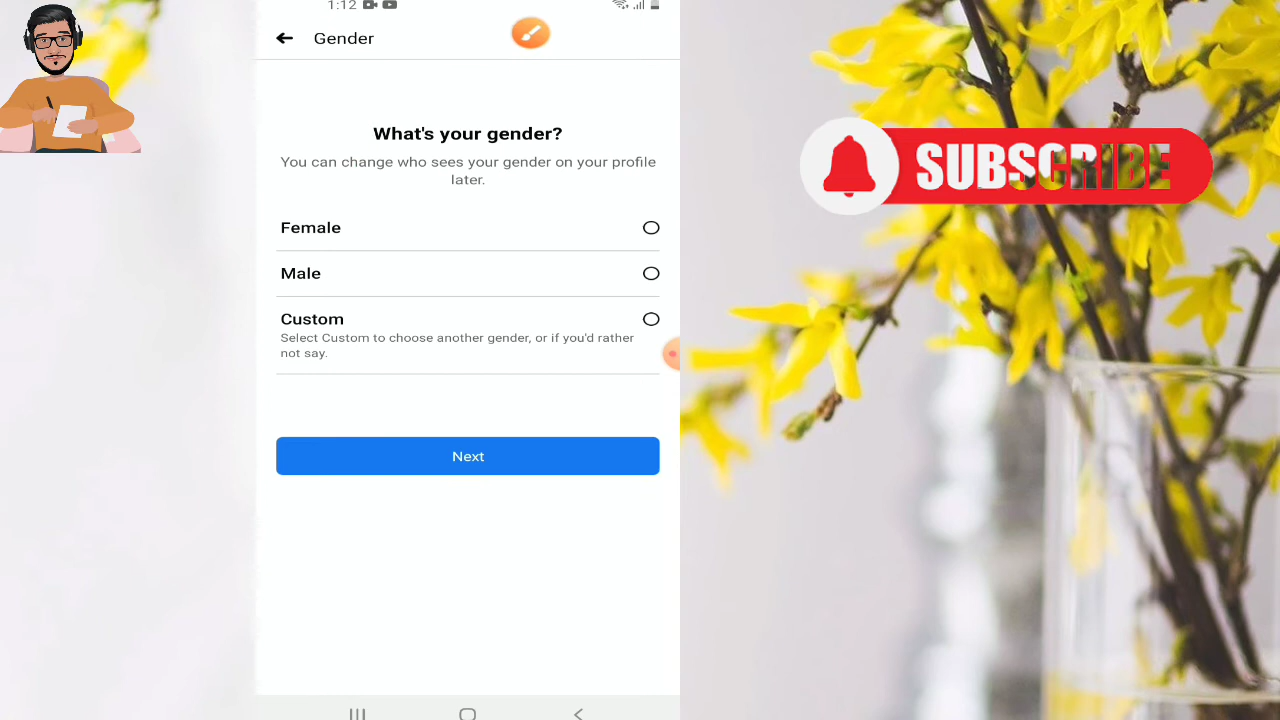 1:12
Gender
What's your gender?
You can change who sees your gender on your profile
later.
Female
Male
Custom
Select Custom to choose another gender, or if you'd rather
not say.
Next
SUBSCRIBE